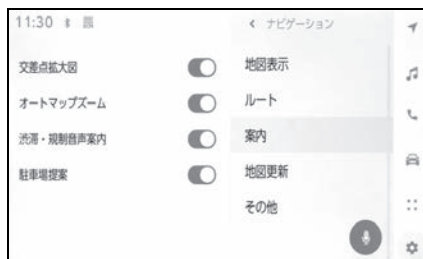 11:30
交差点拡大図
オートマップズーム
渋滞・規制音声案内
駐車場提案
ナビゲーション
地図表示
ルート
案内
地図更新
その他